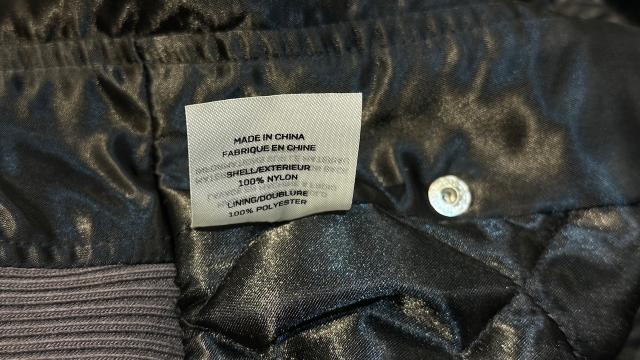 MADE IN CHINA
FABRIQUE EN CHINE
SHELL/EXTERIEUR
100% NYLON
LINING/DOUBLURE
100% POLYESTER